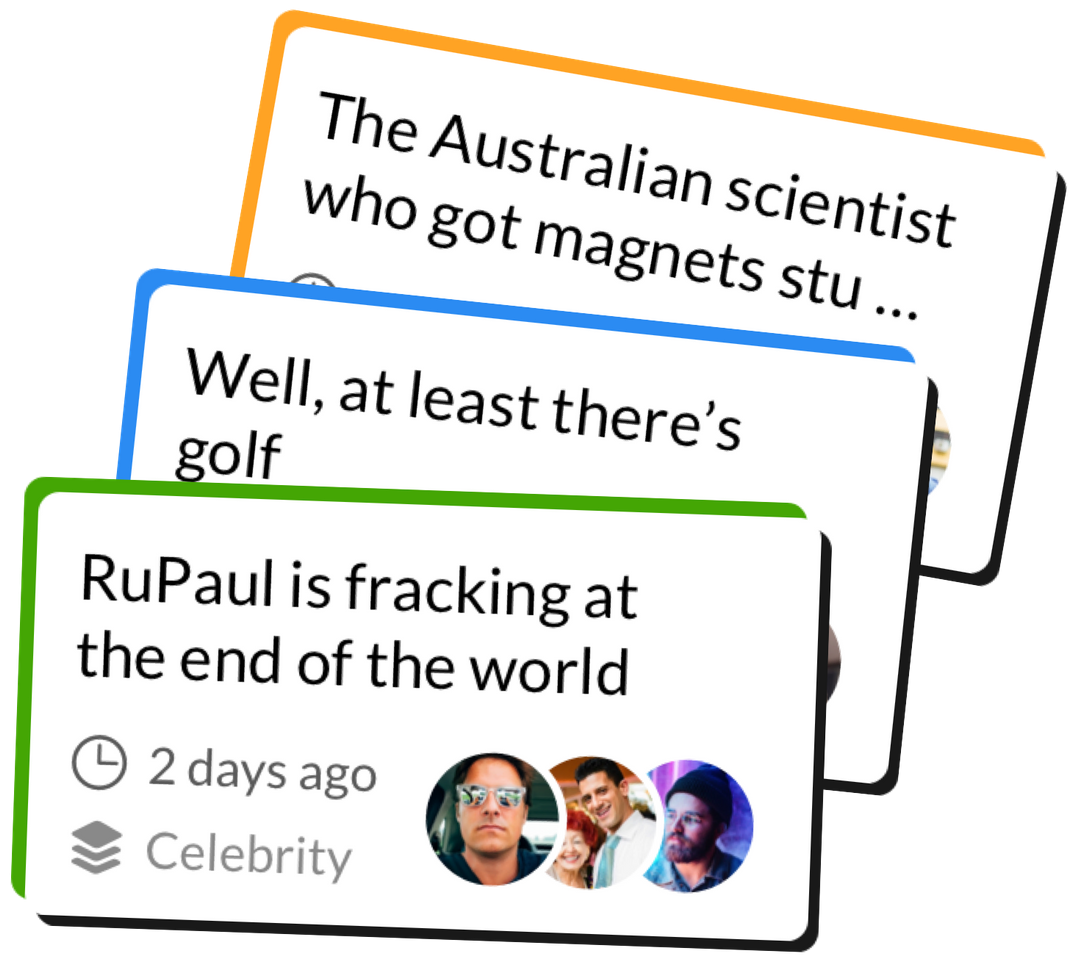 The Australian scientist
who got magnets stu ...
Well, at least there’s
golf
RuPaul is fracking at
the end of the world
2 days ago
Celebrity